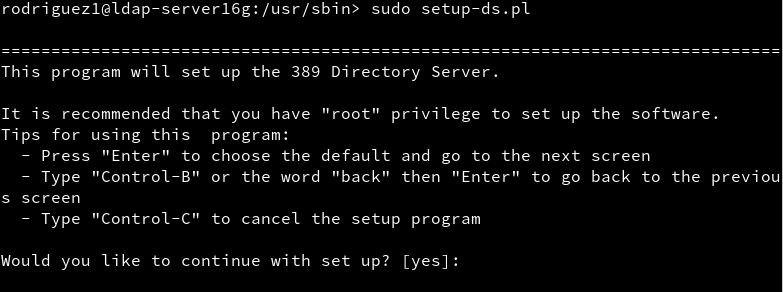 rodriguez1@ldap-server16g:/usr/sbin> sudo setup-ds.pl
==============================================================================
This program will set up the 389 Directory Server.
It is recommended that you have "root" privilege to set up the software.
Tips for using this  program:
  - Press "Enter" to choose the default and go to the next screen
  - Type "Control-B" or the word "back" then "Enter" to go back to the previou
s screen
  - Type "Control-C" to cancel the setup program
Would you like to continue with set up? [yes]: